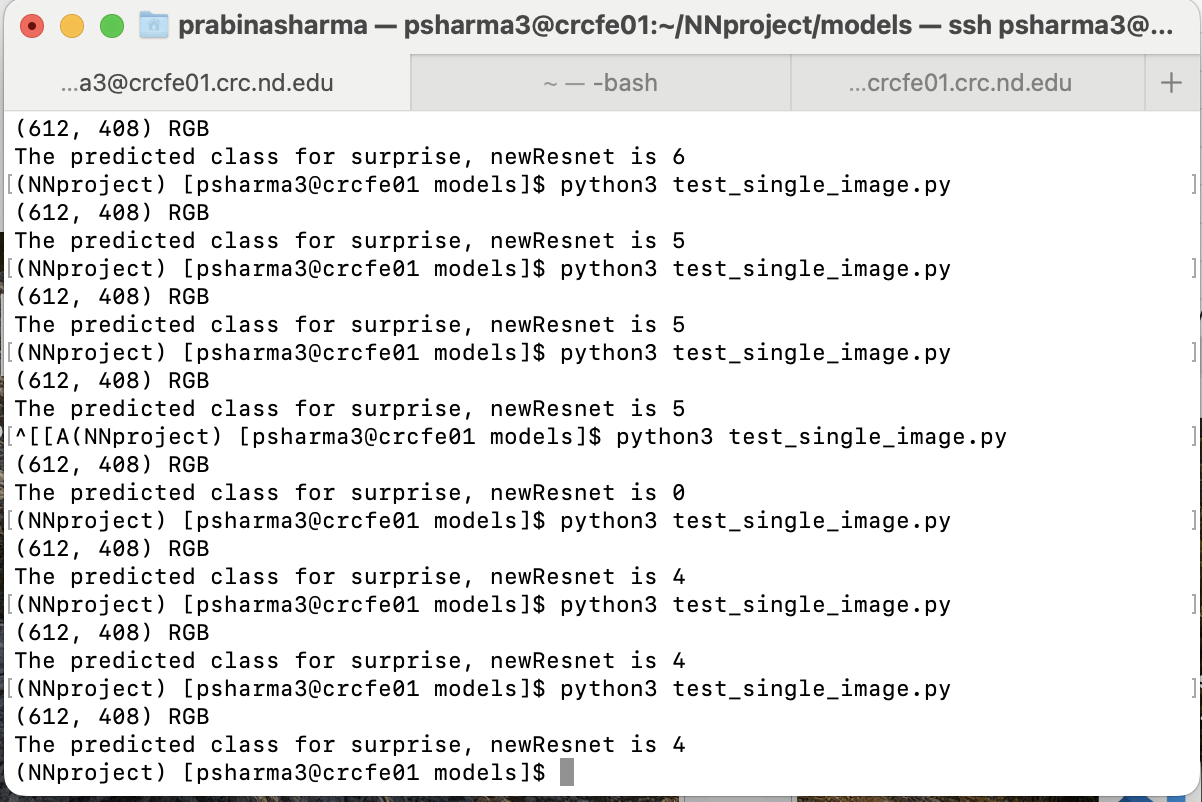 prabinasharma — psharma3@crcfe01:~/NNproject/models — ssh psharma3@...
...a3@crcfe01.crc.nd.edu
~ — -bash
...crcfe01.crc.nd.edu
+
(612, 408) RGB
The predicted class for surprise, newResnet is 6
[(NNproject) [psharma3@crcfe01 models]$ python3 test_single_image.py ]
(612, 408) RGB
The predicted class for surprise, newResnet is 5
[(NNproject) [psharma3@crcfe01 models]$ python3 test_single_image.py ]
(612, 408) RGB
The predicted class for surprise, newResnet is 5
[(NNproject) [psharma3@crcfe01 models]$ python3 test_single_image.py ]
(612, 408) RGB
The predicted class for surprise, newResnet is 5
[^[[A(NNproject) [psharma3@crcfe01 models]$ python3 test_single_image.py ]
(612, 408) RGB
The predicted class for surprise, newResnet is 0
[(NNproject) [psharma3@crcfe01 models]$ python3 test_single_image.py ]
(612, 408) RGB
The predicted class for surprise, newResnet is 4
[(NNproject) [psharma3@crcfe01 models]$ python3 test_single_image.py ]
(612, 408) RGB
The predicted class for surprise, newResnet is 4
[(NNproject) [psharma3@crcfe01 models]$ python3 test_single_image.py ]
(612, 408) RGB
The predicted class for surprise, newResnet is 4
(NNproject) [psharma3@crcfe01 models]$